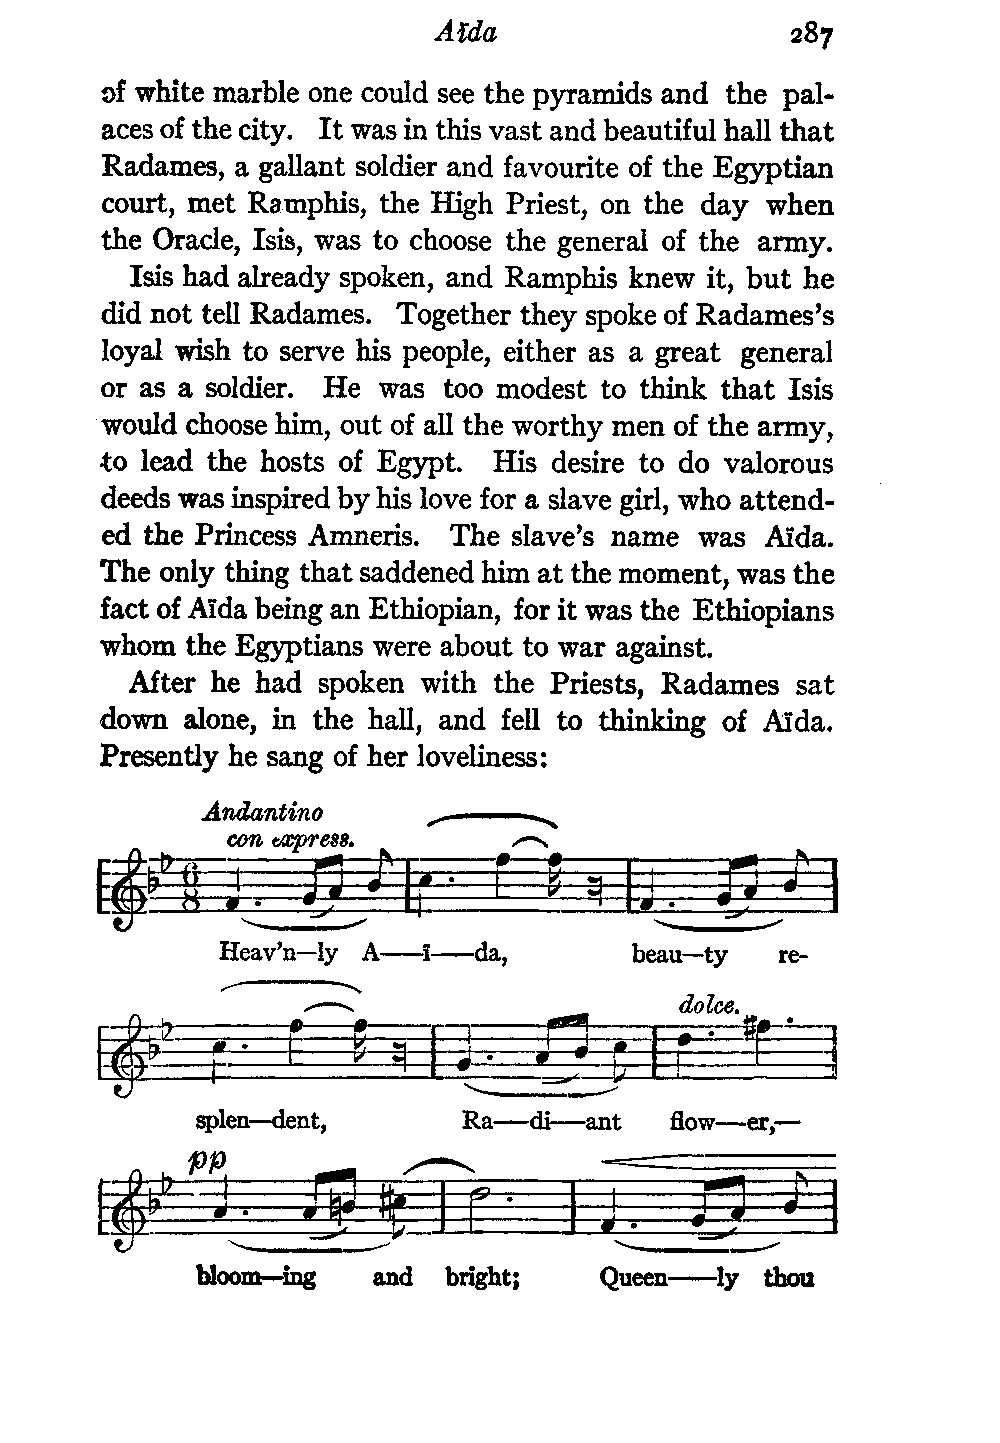 Aïda 287
of white marble one could see the pyramids and the pal-
aces of the city. It was in this vast and beautiful hall that
Radames, a gallant soldier and favourite of the Egyptian
court, met Ramphis, the High Priest, on the day when
the Oracle, Isis, was to choose the general of the army.
Isis had already spoken, and Ramphis knew it, but he
did not tell Radames. Together they spoke of Radames's
loyal wish to serve his people, either as a great general
or as a soldier. He was too modest to think that Isis
would choose him, out of all the worthy men of the army,
to lead the hosts of Egypt. His desire to do valorous
deeds was inspired by his love for a slave girl, who attend-
ed the Princess Amneris. The slave's name was Aïda.
The only thing that saddened him at the moment, was the
fact of Aïda being an Ethiopian, for it was the Ethiopians
whom the Egyptians were about to war against.
After he had spoken with the Priests, Radames sat
down alone, in the hall, and fell to thinking of Aïda.
Presently he sang of her loveliness:
Andantino
con express.
6
8
Heav'n—ly A—ï—da, beau—ty re-
dolce.
splen—dent, Ra—di—ant flow—er,—
pp
bloom—ing and bright; Queen—ly thou